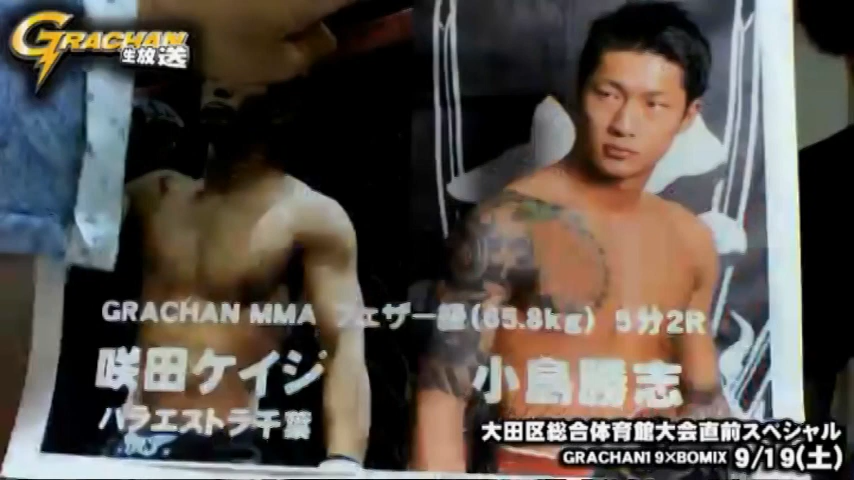 GRACHAN
生放送
GRACHAN MMA フェザー級(65.8kg) 5分2R
咲田ケイジ
小島勝志
パラエストラ千葉
大田区総合体育館大会直前スペシャル
GRACHAN19×BOMIX 9/19(土)